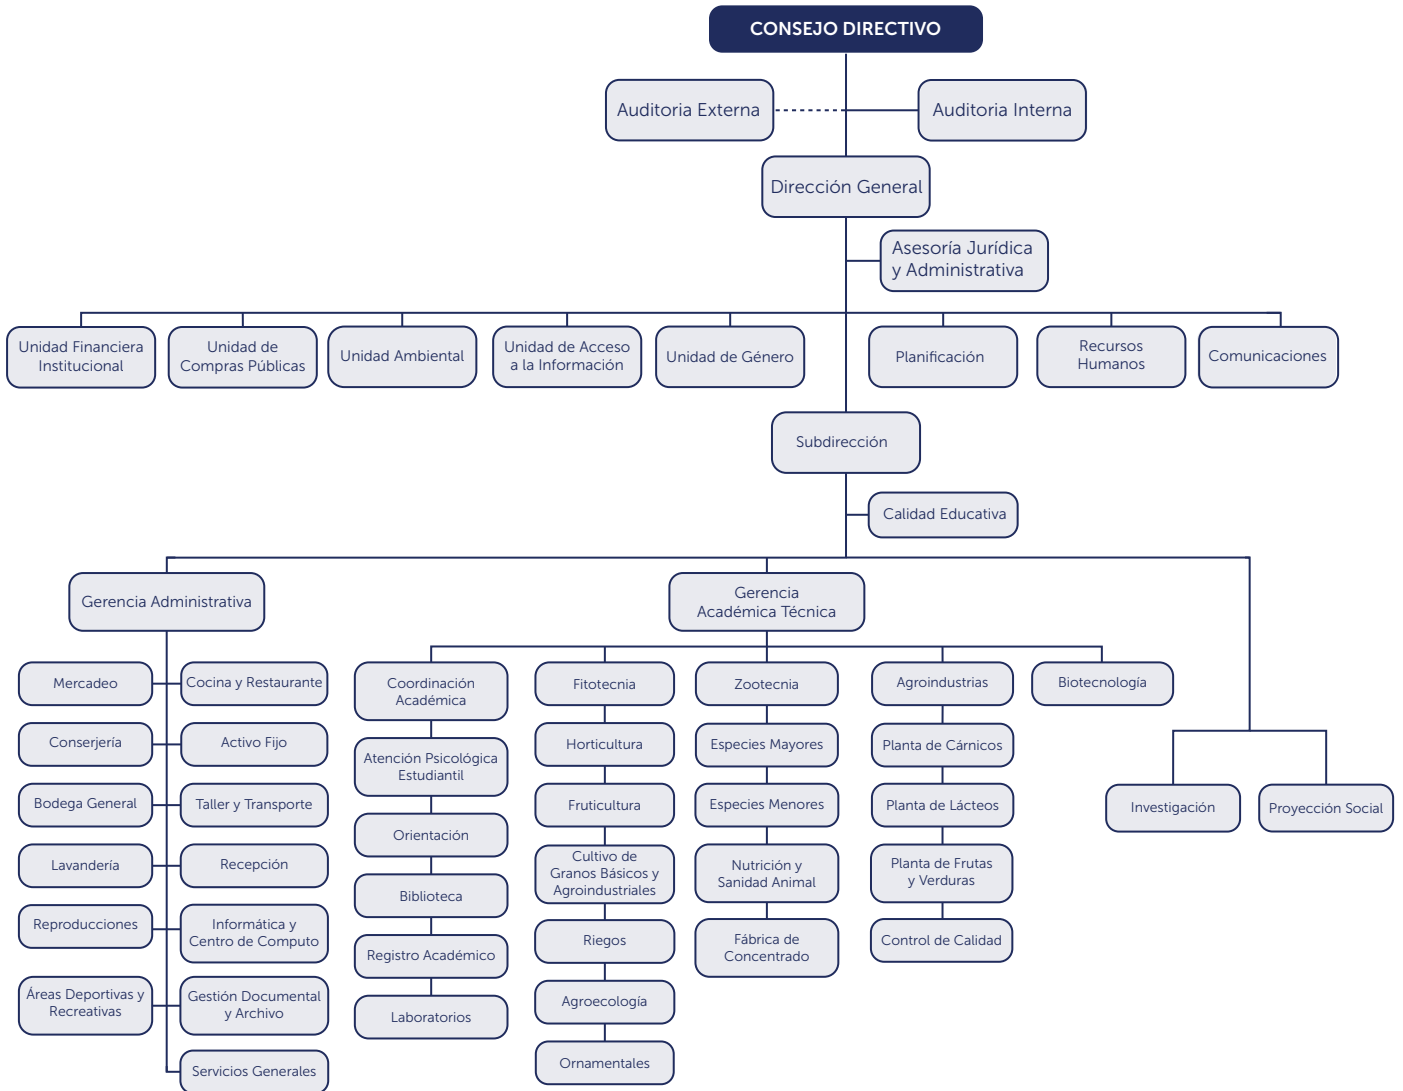 CONSEJO DIRECTIVO
Auditoria Externa
Auditoria Interna
Dirección General
Asesoría Jurídica
y Administrativa
Unidad Financiera
Institucional
Unidad de
Compras Públicas
Unidad Ambiental
Unidad de Acceso
a la Información
Unidad de Género
Planificación
Recursos
Humanos
Comunicaciones
Subdirección
Calidad Educativa
Gerencia Administrativa
Gerencia
Académica Técnica
Mercadeo
Cocina y Restaurante
Conserjería
Activo Fijo
Bodega General
Taller y Transporte
Lavandería
Recepción
Reproducciones
Informática y
Centro de Computo
Áreas Deportivas y
Recreativas
Gestión Documental
y Archivo
Servicios Generales
Coordinación
Académica
Atención Psicológica
Estudiantil
Orientación
Biblioteca
Registro Académico
Laboratorios
Fitotecnia
Horticultura
Fruticultura
Cultivo de
Granos Básicos y
Agroindustriales
Riegos
Agroecología
Ornamentales
Zootecnia
Especies Mayores
Especies Menores
Nutrición y
Sanidad Animal
Fábrica de
Concentrado
Agroindustrias
Planta de Cárnicos
Planta de Lácteos
Planta de Frutas
y Verduras
Control de Calidad
Biotecnología
Investigación
Proyección Social